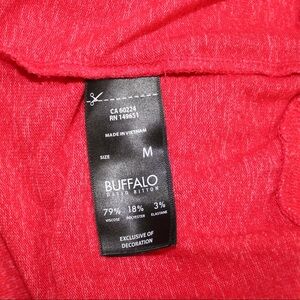 CA 60224
RN 149651
MADE IN VIETNAM
SIZE M
BUFFALO
DAVID BITTON
79% 18% 3%
VISCOSE POLYESTER ELASTANE
EXCLUSIVE OF
DECORATION